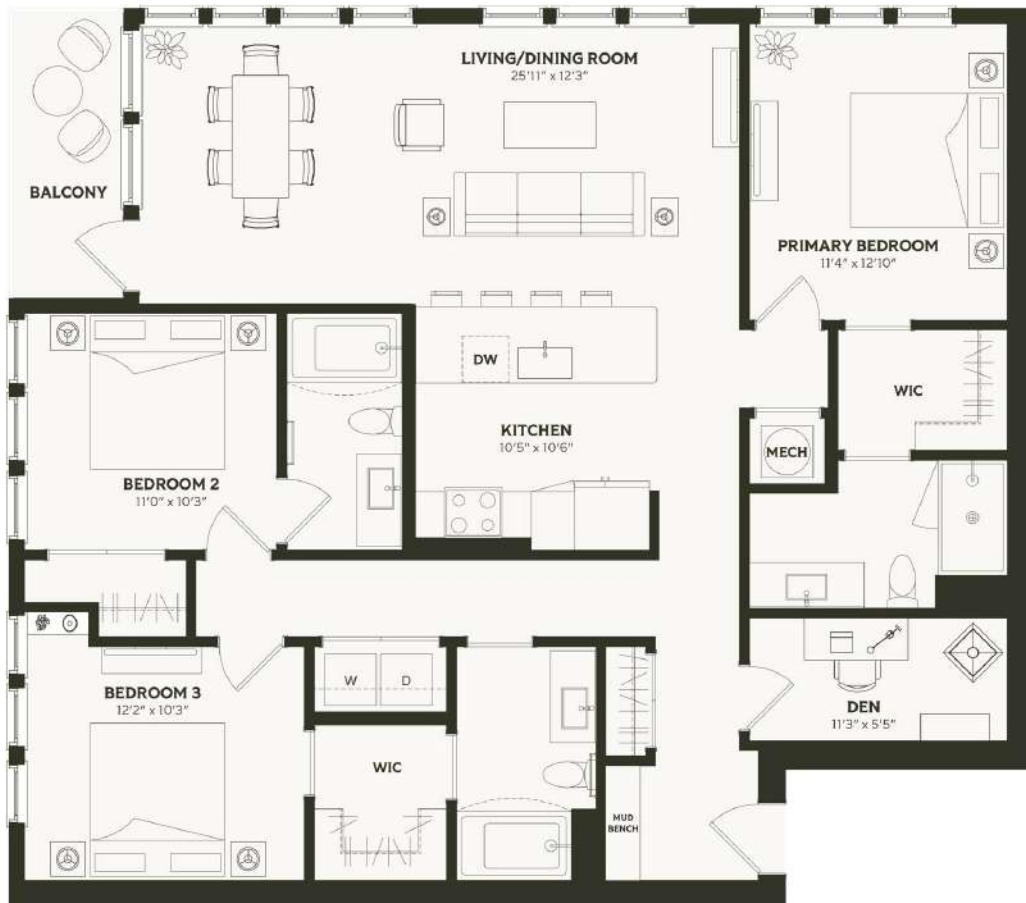 LIVING/DINING ROOM
25'11" x 12'3"
BALCONY
PRIMARY BEDROOM
11'4" x 12'10"
DW
WIC
KITCHEN
10'5" x 10'6"
MECH
BEDROOM 2
11'0" x 10'3"
BEDROOM 3
12'2" x 10'3"
W
D
DEN
11'3" x 5'5"
WIC
MUD
BENCH